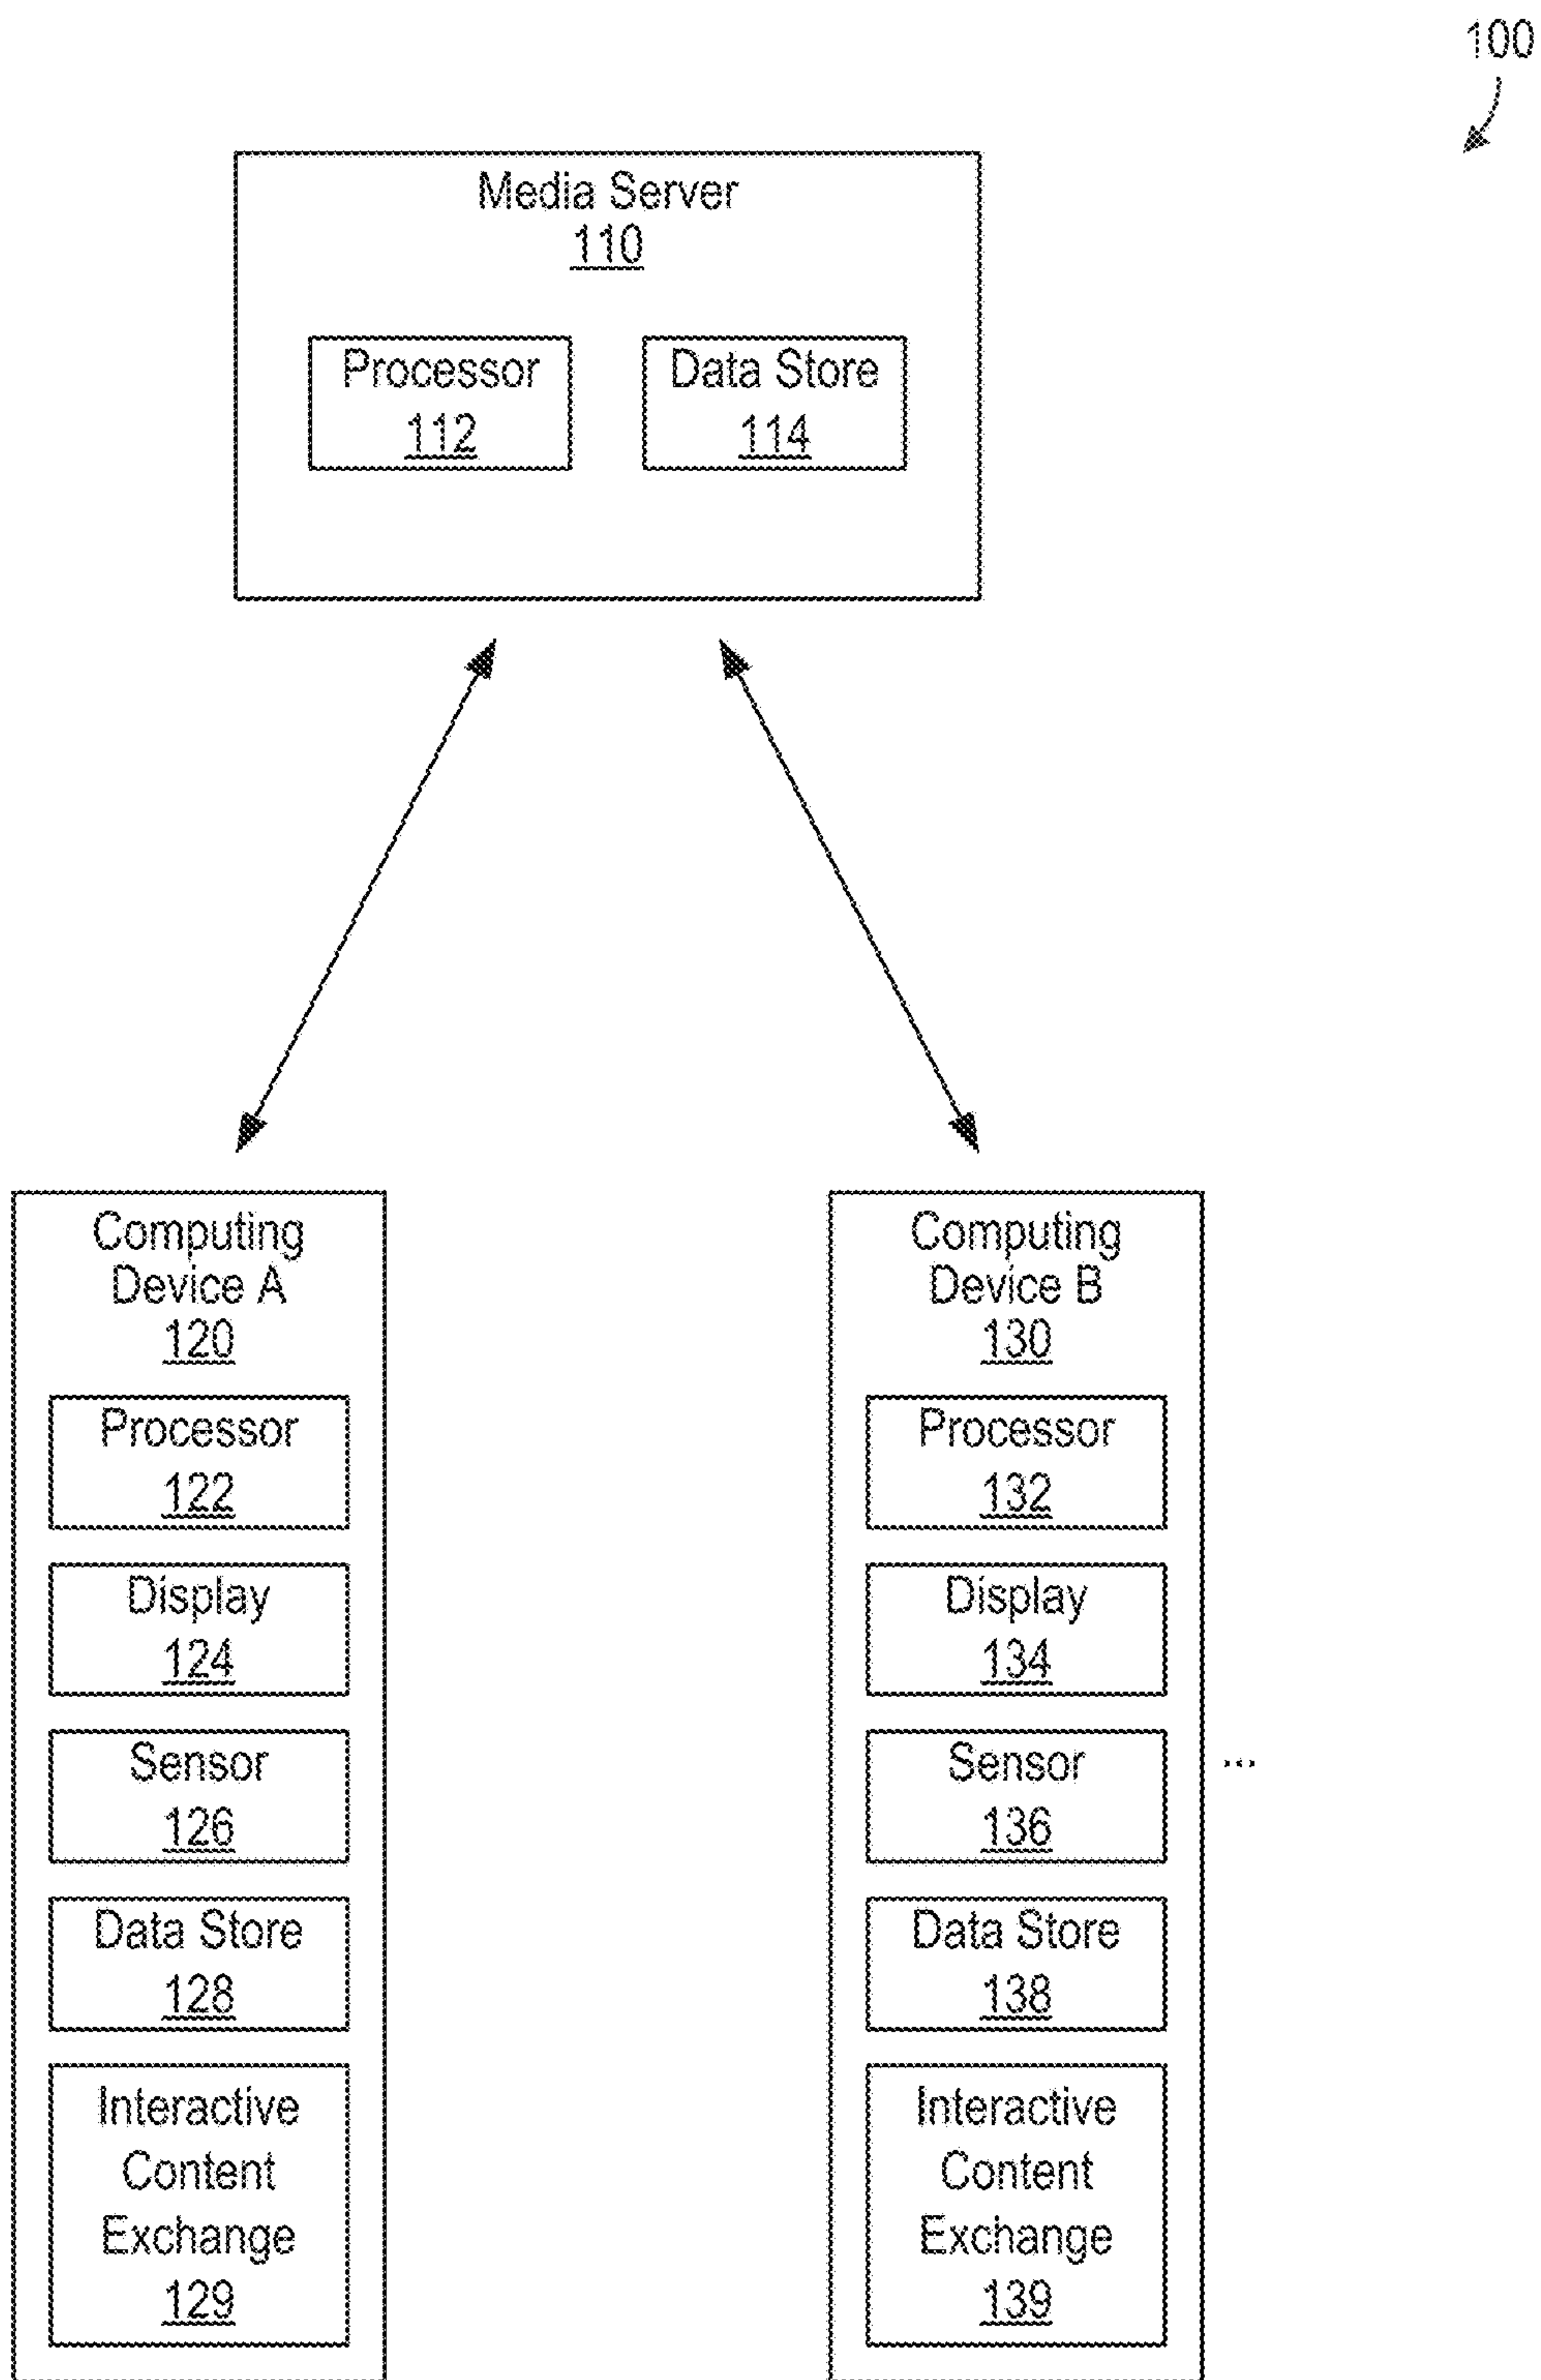 100
Media Server
110
Processor
112
Data Store
114
Computing
Device A
120
Processor
122
Display
124
Sensor
126
Data Store
128
Interactive
Content
Exchange
129
Computing
Device B
130
Processor
132
Display
134
Sensor
136
Data Store
138
Interactive
Content
Exchange
139
...